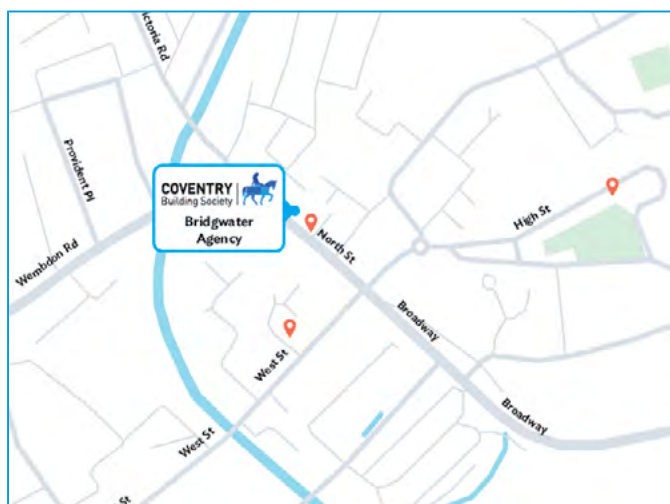 ictoria Rd
Provident Pl
COVENTRY
Building Society
Bridgwater
Agency
High St
North St
Wembdon Rd
Broadway
West St
Broadway
West St
St